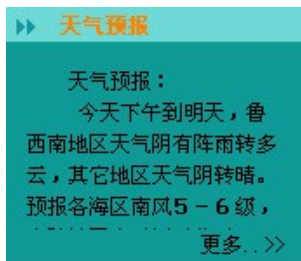 天气预报
天气预报：
今天下午到明天，鲁
西南地区天气阴有阵雨转多
云，其它地区天气阴转晴。
预报各海区南风5－6级，
更多..>>